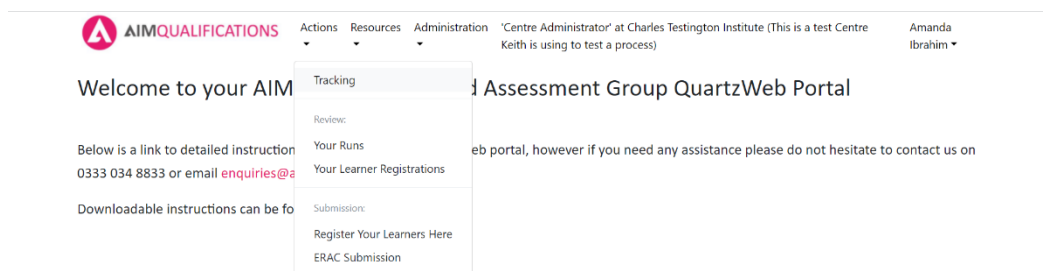 AIMQUALIFICATIONS
Actions Resources Administration 'Centre Administrator' at Charles Testington Institute (This is a test Centre Amanda
Keith is using to test a process) Ibrahim
Welcome to your AIM d Assessment Group QuartzWeb Portal
Tracking
Review:
Below is a link to detailed instruction Your Runs eb portal, however if you need any assistance please do not hesitate to contact us on
0333 034 8833 or email enquiries@a Your Learner Registrations
Downloadable instructions can be fo Submission:
Register Your Learners Here
ERAC Submission